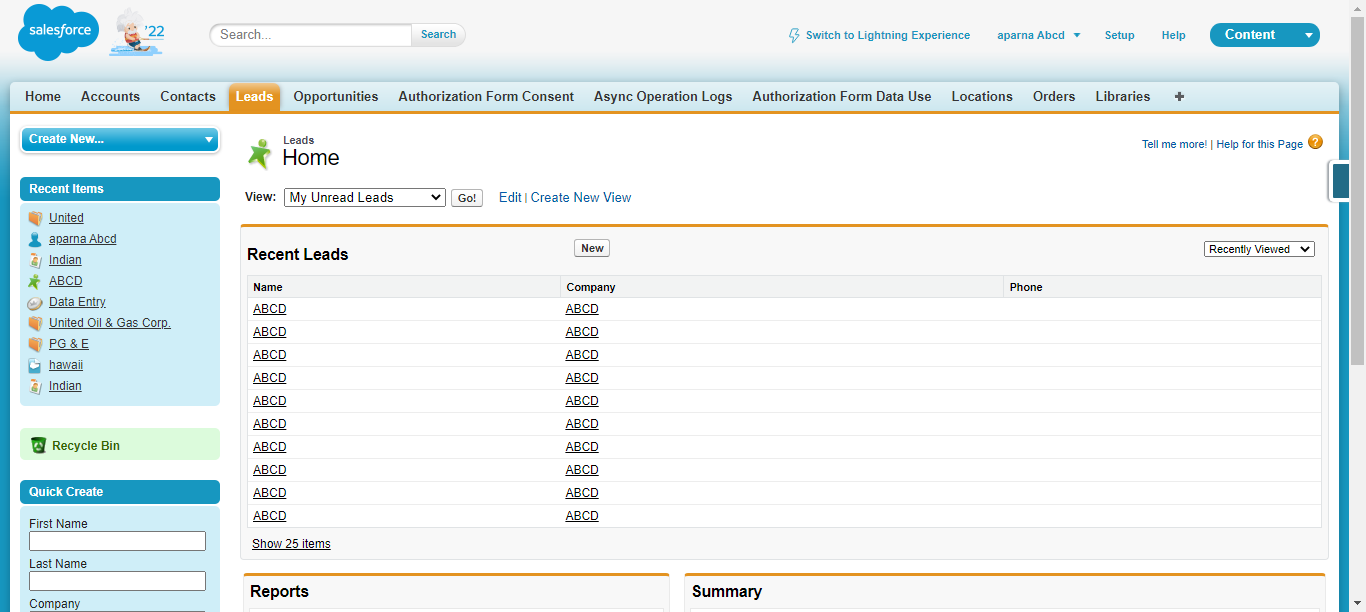 salesforce
'22
Search...
Search
Switch to Lightning Experience
aparna Abcd
Setup
Help
Content
Home Accounts Contacts Leads Opportunities Authorization Form Consent Async Operation Logs Authorization Form Data Use Locations Orders Libraries +
Create New...
Recent Items
United
aparna Abcd
Indian
ABCD
Data Entry
United Oil & Gas Corp.
PG & E
hawaii
Indian
Recycle Bin
Quick Create
First Name
Last Name
Company
Leads
Home
Tell me more! | Help for this Page ?
View: My Unread Leads Go! Edit | Create New View
Recent Leads New Recently Viewed
Name Company Phone
ABCD ABCD
ABCD ABCD
ABCD ABCD
ABCD ABCD
ABCD ABCD
ABCD ABCD
ABCD ABCD
ABCD ABCD
ABCD ABCD
ABCD ABCD
Show 25 items
Reports
Summary